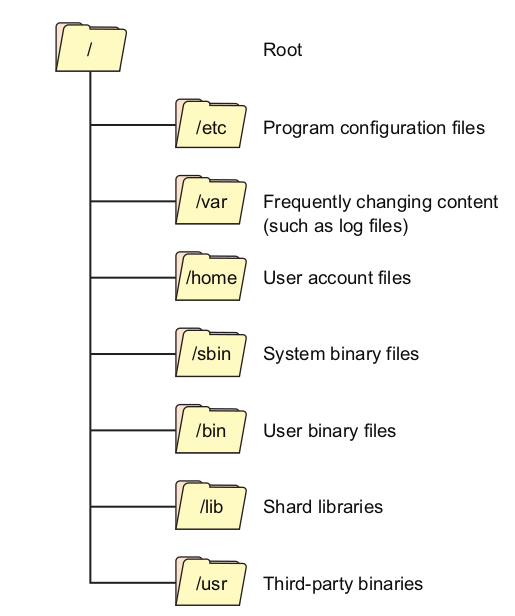 / Root
/etc Program configuration files
/var Frequently changing content
(such as log files)
/home User account files
/sbin System binary files
/bin User binary files
/lib Shard libraries
/usr Third-party binaries